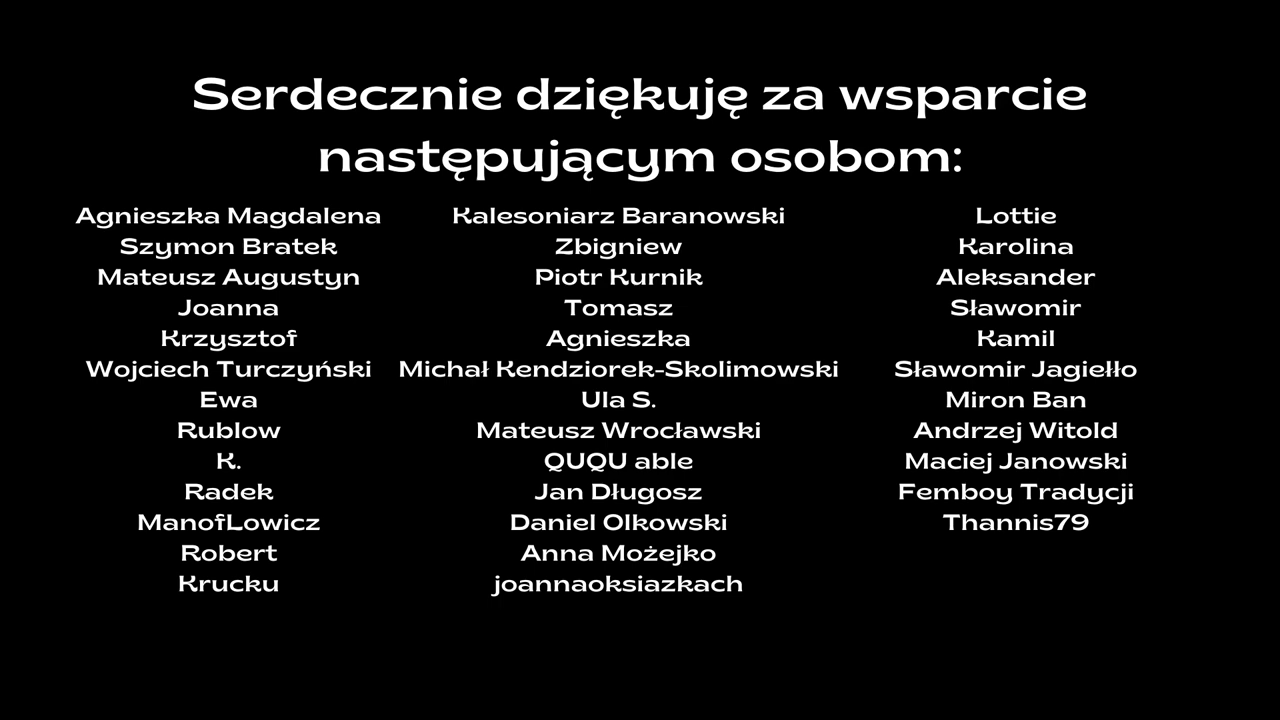 Serdecznie dziękuję za wsparcie
następującym osobom:
Agnieszka Magdalena
Szymon Bratek
Mateusz Augustyn
Joanna
Krzysztof
Wojciech Turczyński
Ewa
Rublow
K.
Radek
ManofLowicz
Robert
Krucku
Kalesoniarz Baranowski
Zbigniew
Piotr Kurnik
Tomasz
Agnieszka
Michał Kendziorek-Skolimowski
Ula S.
Mateusz Wrocławski
QUQU able
Jan Długosz
Daniel Olkowski
Anna Możejko
joannaoksiazkach
Lottie
Karolina
Aleksander
Sławomir
Kamil
Sławomir Jagiełło
Miron Ban
Andrzej Witold
Maciej Janowski
Femboy Tradycji
Thannis79